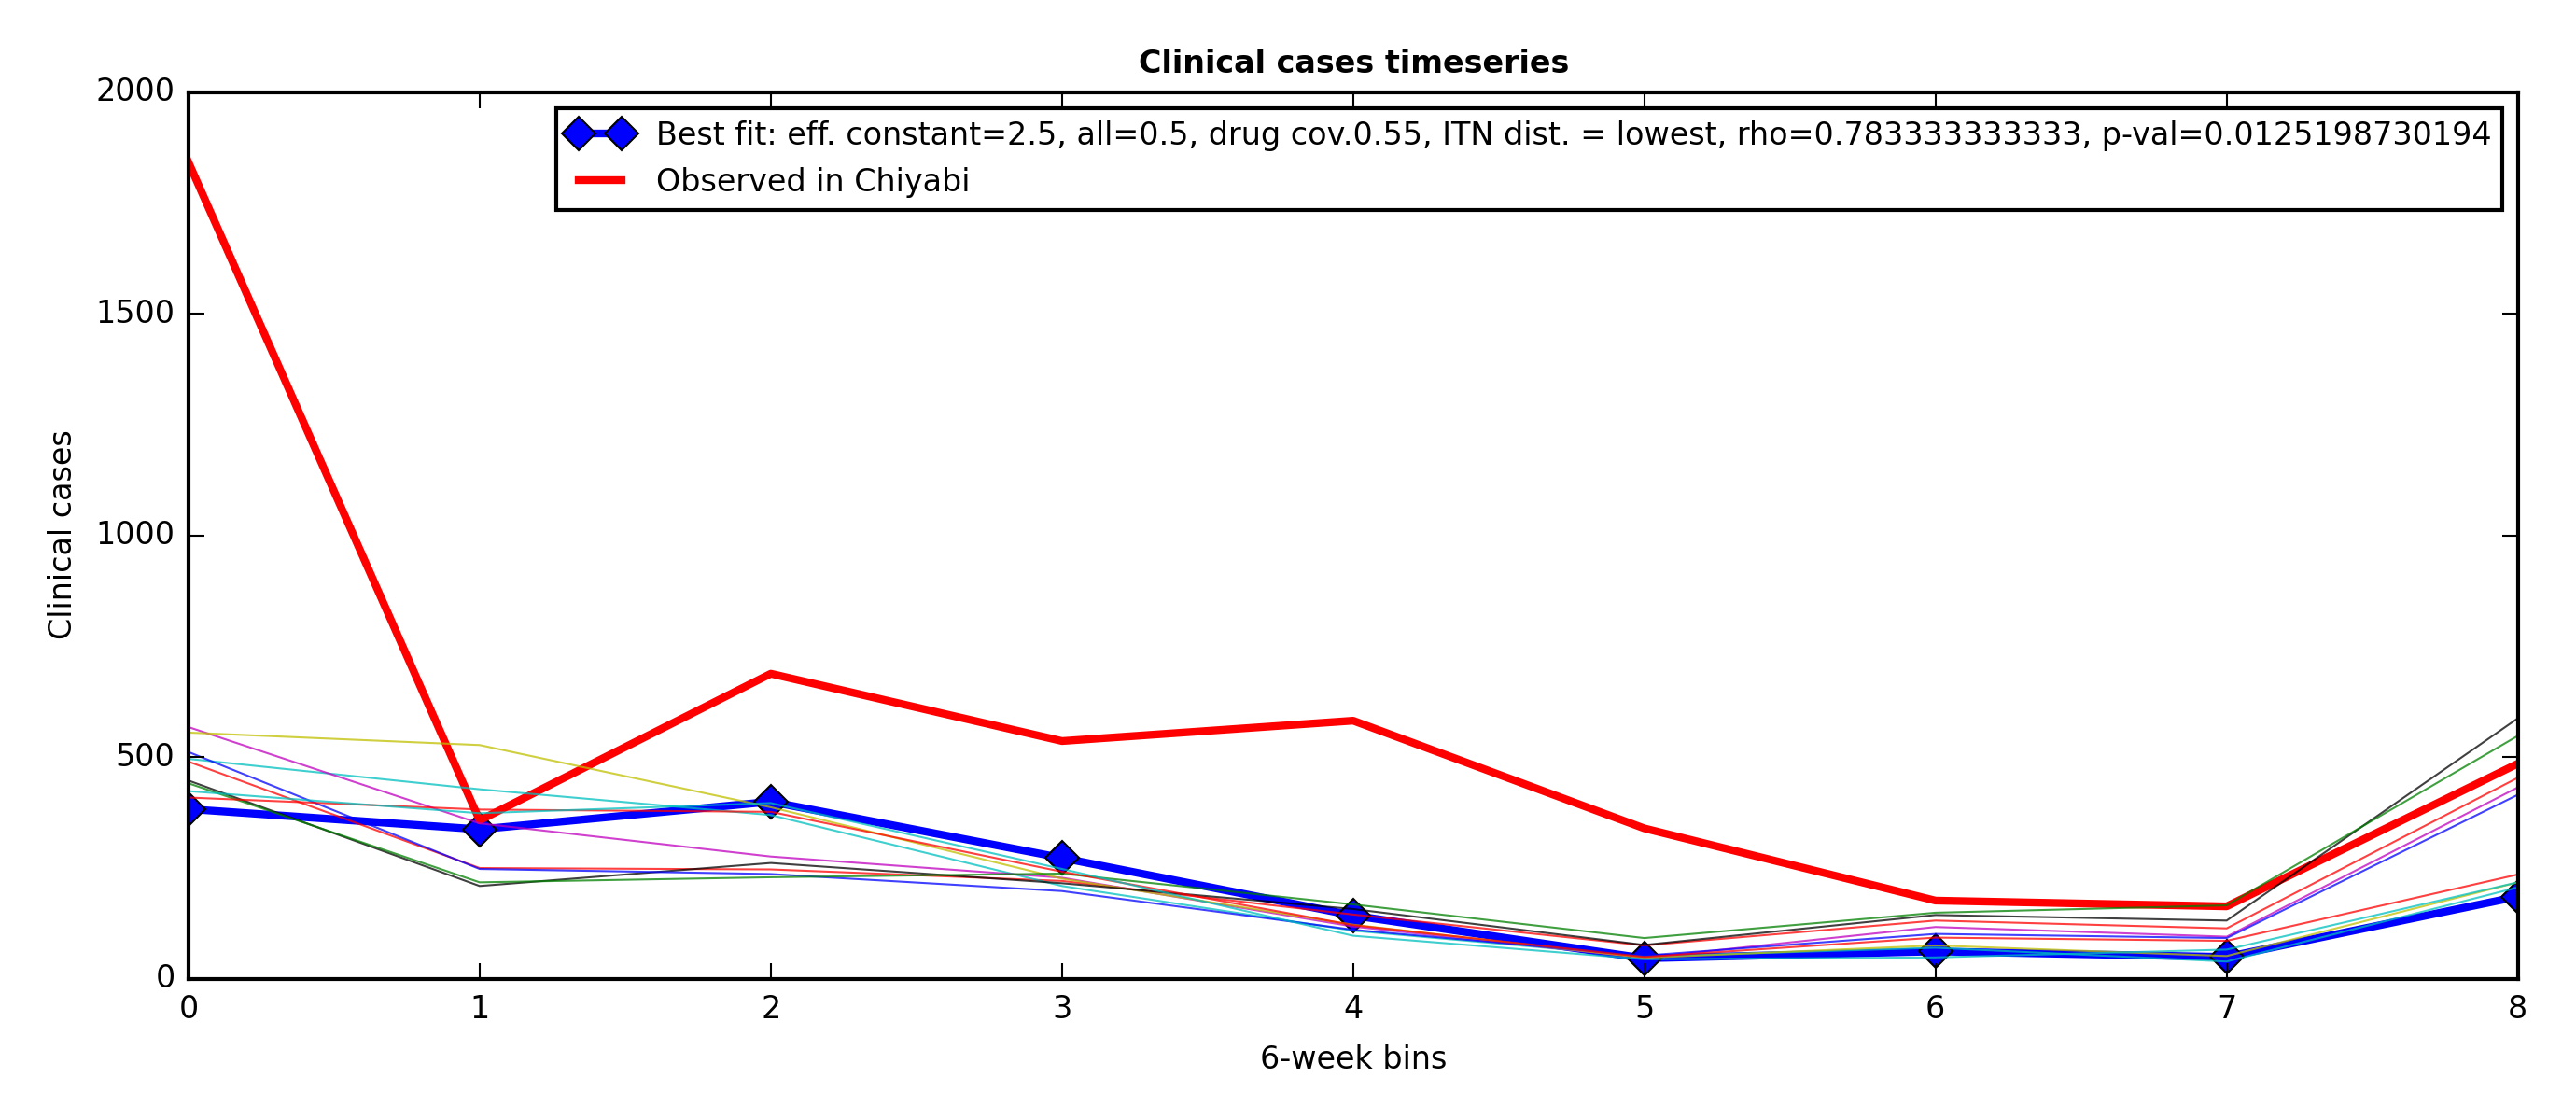 Clinical cases timeseries
2000
1500
1000
500
0
Clinical cases
Best fit: eff. constant=2.5, all=0.5, drug cov.0.55, ITN dist. = lowest, rho=0.783333333333, p-val=0.0125198730194
Observed in Chiyabi
0 1 2 3 4 5 6 7 8
6-week bins